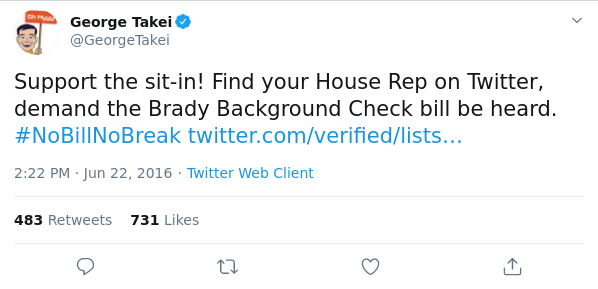 Oh Myyy
George Takei
@GeorgeTakei
Support the sit-in! Find your House Rep on Twitter,
demand the Brady Background Check bill be heard.
#NoBillNoBreak twitter.com/verified/lists…
2:22 PM · Jun 22, 2016 · Twitter Web Client
483 Retweets 731 Likes